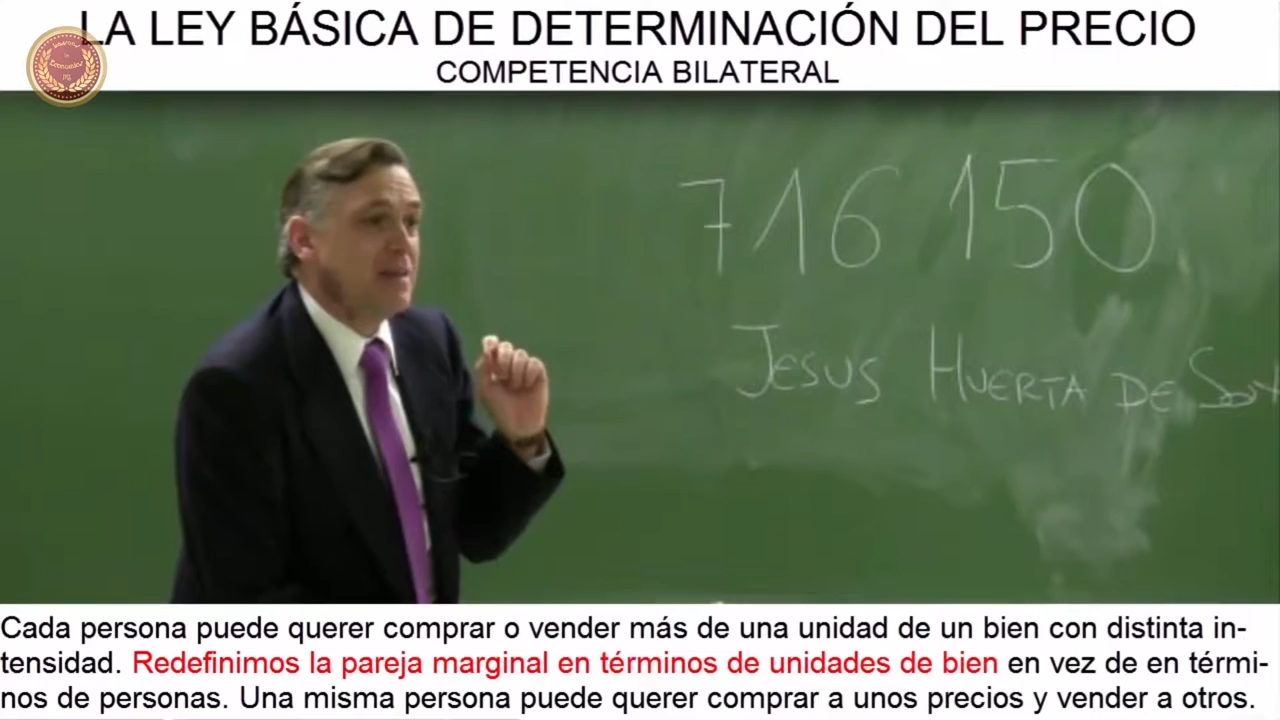 LA LEY BÁSICA DE DETERMINACIÓN DEL PRECIO
COMPETENCIA BILATERAL
716 150
JESUS HUERTA DE
Cada persona puede querer comprar o vender más de una unidad de un bien con distinta in-
tensidad. Redefinimos la pareja marginal en términos de unidades de bien en vez de en térmi-
nos de personas. Una misma persona puede querer comprar a unos precios y vender a otros.